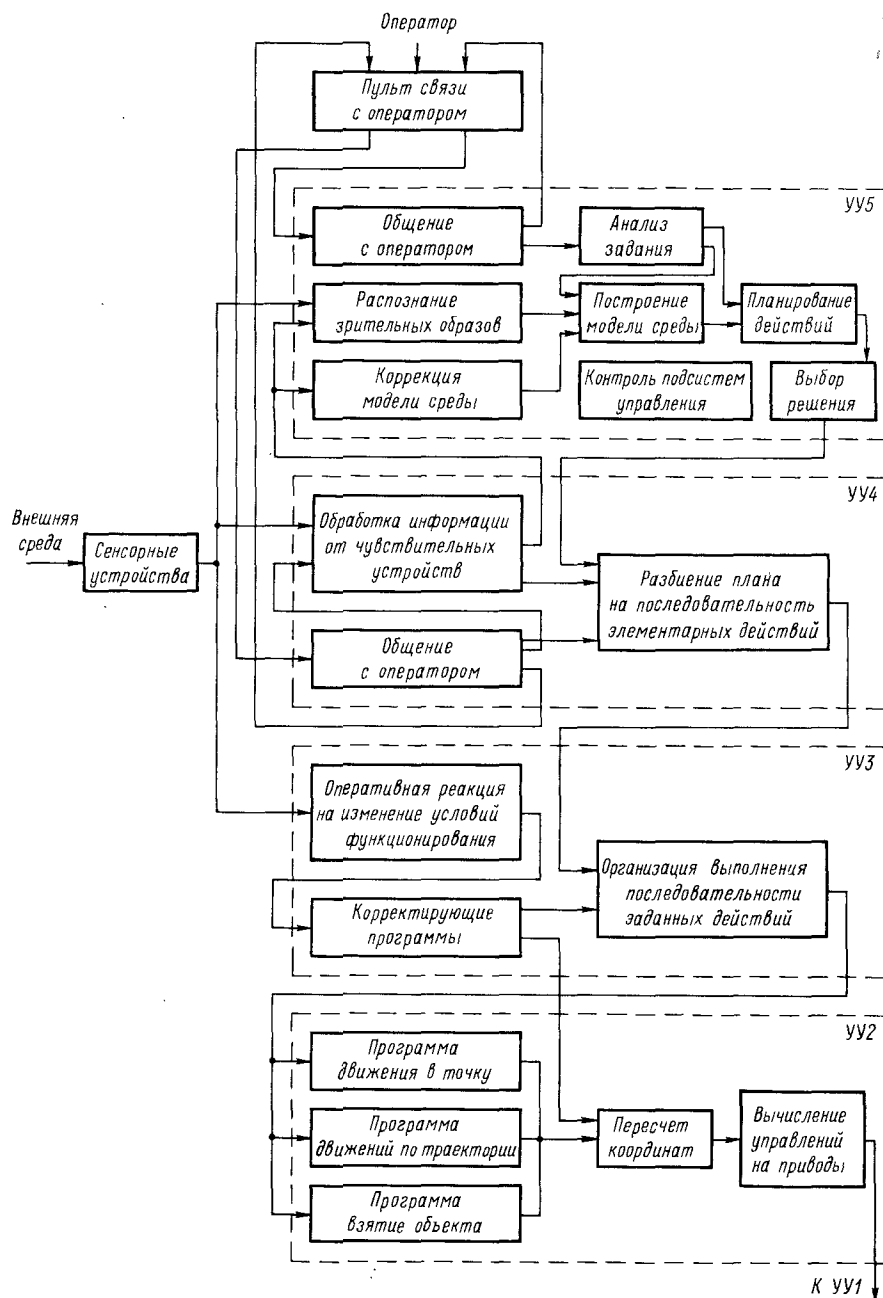 Оператор
Пульт связи
с оператором
УУ5
Общение
с оператором
Анализ
задания
Распознание
зрительных образов
Построение
модели среды
Планирование
действий
Коррекция
модели среды
Контроль подсистем
управления
Выбор
решения
УУ4
Внешняя
среда
Сенсорные
устройства
Обработка информации
от чувствительных
устройств
Разбиение плана
на последовательность
элементарных действий
Общение
с оператором
УУ3
Оперативная реакция
на изменение условий
функционирования
Организация выполнения
последовательности
заданных действий
Корректирующие
программы
УУ2
Программа
движения в точку
Программа
движений по траектории
Пересчет
координат
Вычисление
управлений
на приводы
Программа
взятие объекта
К УУ1